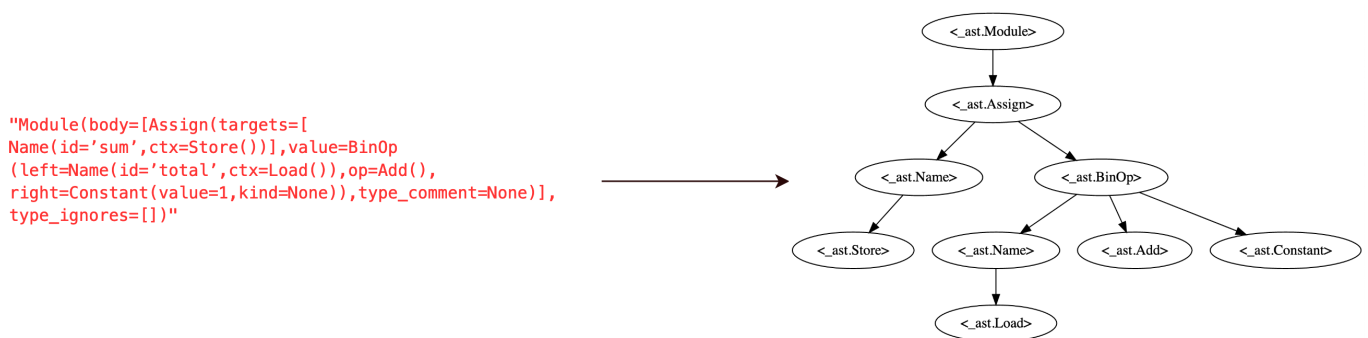 "Module(body=[Assign(targets=[
Name(id=’sum’,ctx=Store())],value=BinOp
(left=Name(id=’total’,ctx=Load()),op=Add(),
right=Constant(value=1,kind=None)),type_comment=None)],
type_ignores=[])"
<_ast.Module>
<_ast.Assign>
<_ast.Name>
<_ast.BinOp>
<_ast.Store>
<_ast.Name>
<_ast.Add>
<_ast.Constant>
<_ast.Load>